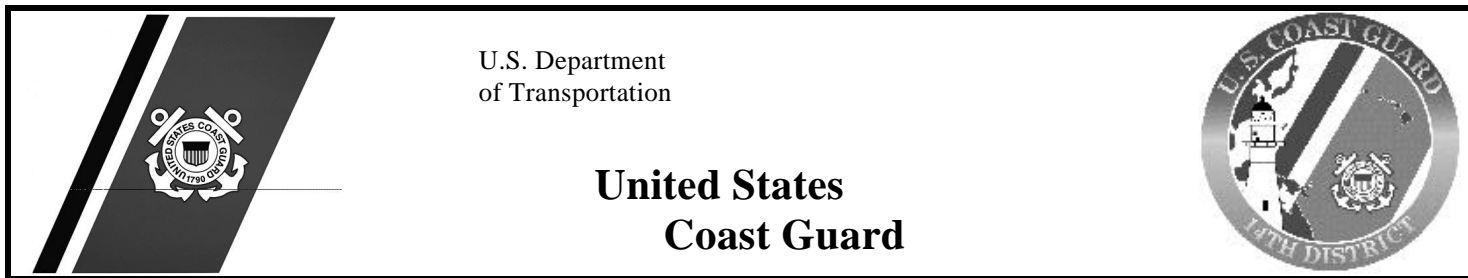 U.S. Department
of Transportation
United States
Coast Guard
UNITED STATES COAST GUARD
1790
U.S. COAST GUARD
14TH DISTRICT